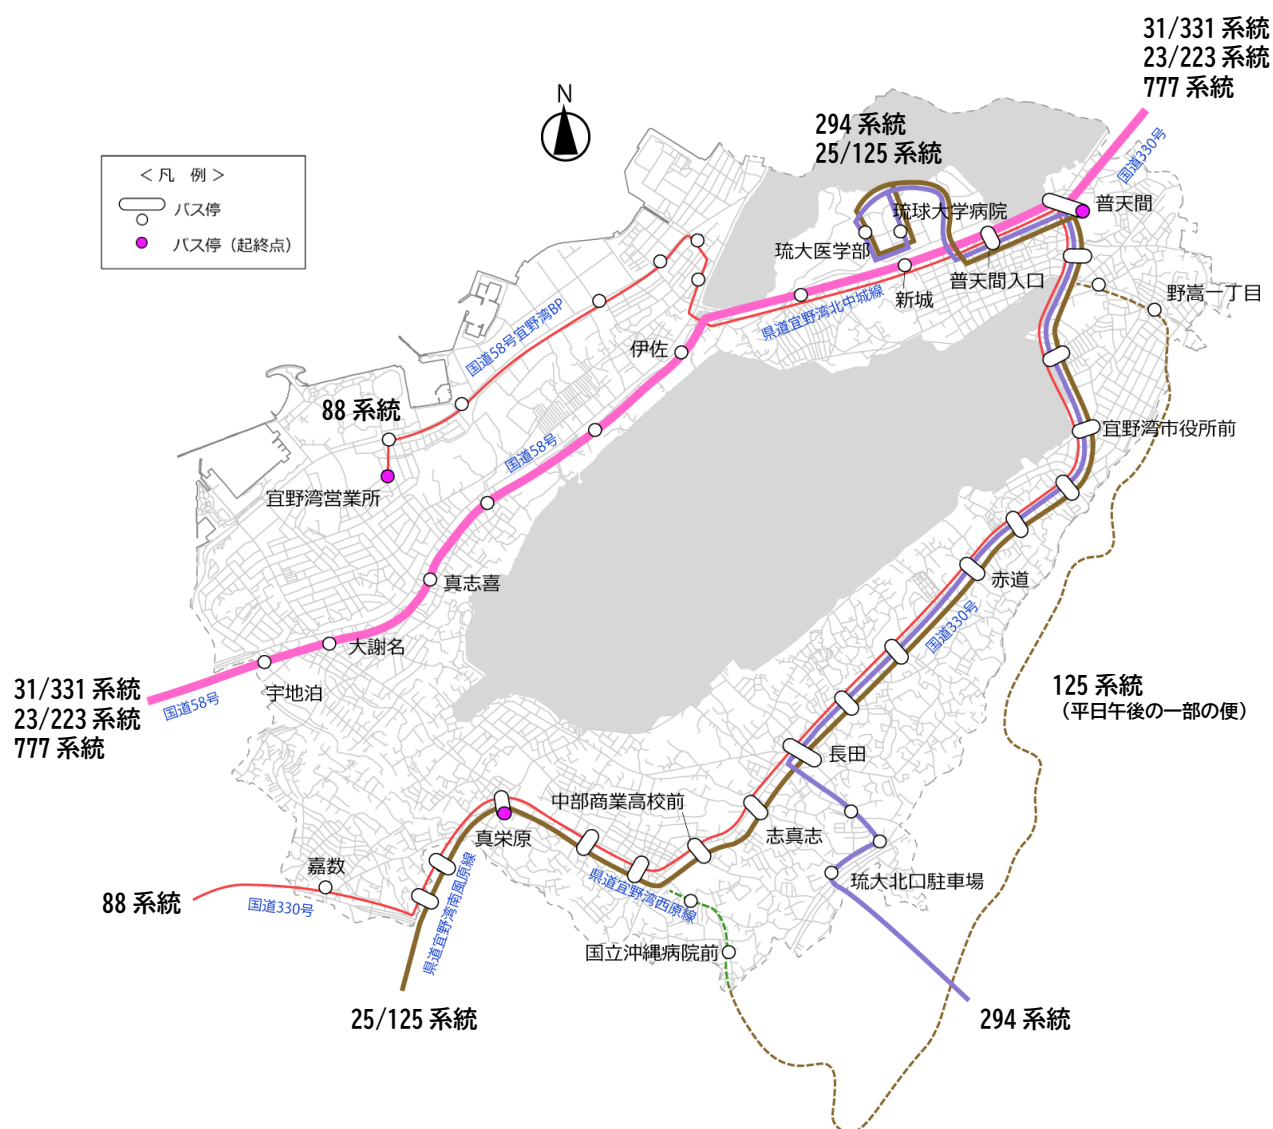 31/331 系統
23/223 系統
777 系統
N
294 系統
25/125 系統
国道330号
＜ 凡　例 ＞
バス停
バス停（起終点）
普天間
琉球大学病院
琉大医学部
普天間入口
新城
野嵩一丁目
県道宜野湾北中城線
国道58号宜野湾BP
伊佐
88 系統
宜野湾市役所前
国道58号
宜野湾営業所
真志喜
赤道
国道330号
大謝名
宇地泊
31/331 系統
23/223 系統
777 系統
国道58号
125 系統
（平日午後の一部の便）
長田
中部商業高校前
志真志
真栄原
嘉数
琉大北口駐車場
県道宜野湾西原線
88 系統
国道330号
県道宜野湾南風原線
国立沖縄病院前
25/125 系統
294 系統